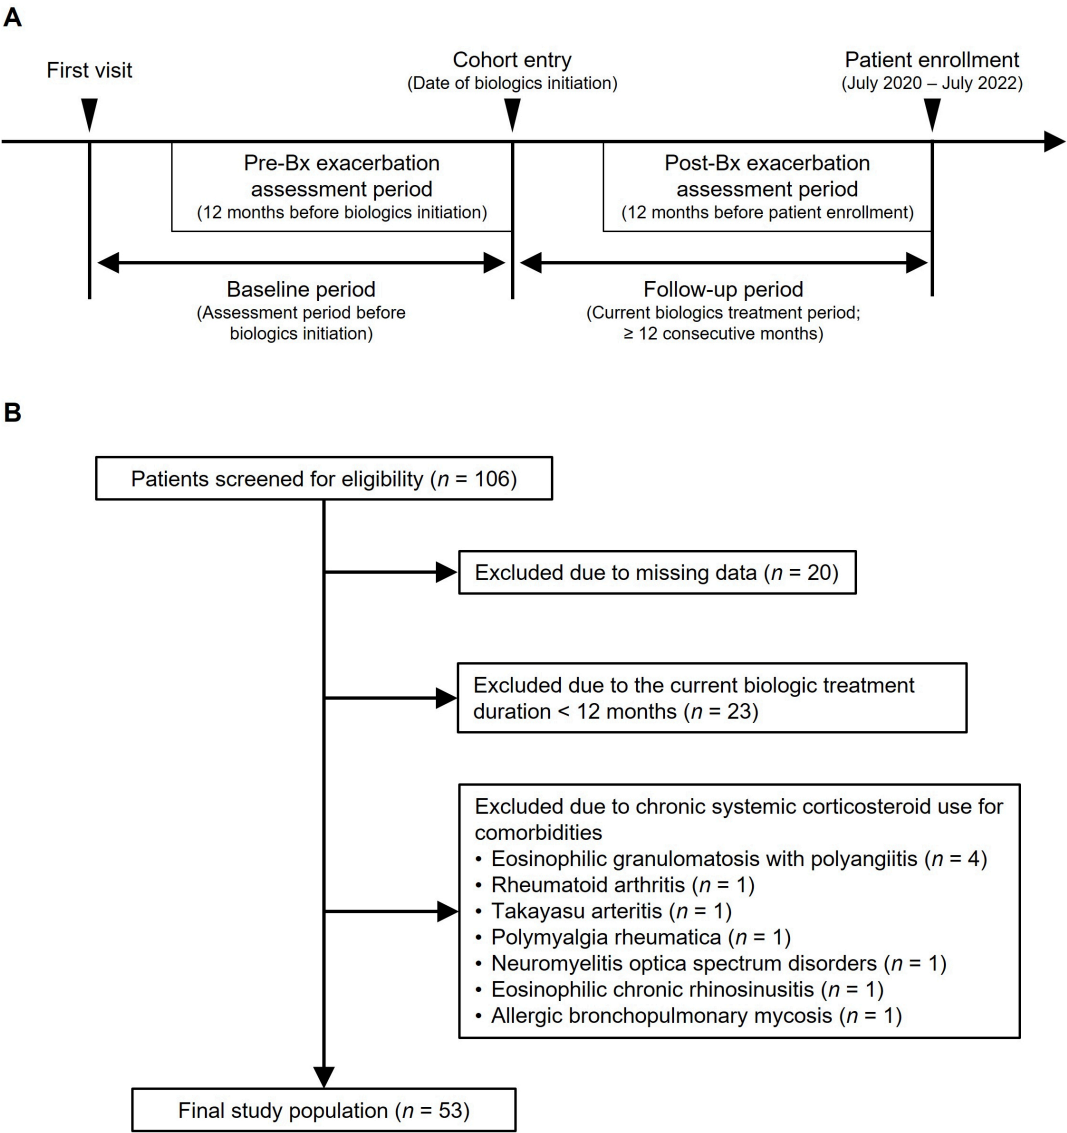 A
First visit
Cohort entry
(Date of biologics initiation)
Patient enrollment
(July 2020 – July 2022)
Pre-Bx exacerbation
assessment period
(12 months before biologics initiation)
Post-Bx exacerbation
assessment period
(12 months before patient enrollment)
Baseline period
(Assessment period before
biologics initiation)
Follow-up period
(Current biologics treatment period;
≥ 12 consecutive months)
B
Patients screened for eligibility (n = 106)
Excluded due to missing data (n = 20)
Excluded due to the current biologic treatment
duration < 12 months (n = 23)
Excluded due to chronic systemic corticosteroid use for
comorbidities
• Eosinophilic granulomatosis with polyangiitis (n = 4)
• Rheumatoid arthritis (n = 1)
• Takayasu arteritis (n = 1)
• Polymyalgia rheumatica (n = 1)
• Neuromyelitis optica spectrum disorders (n = 1)
• Eosinophilic chronic rhinosinusitis (n = 1)
• Allergic bronchopulmonary mycosis (n = 1)
Final study population (n = 53)